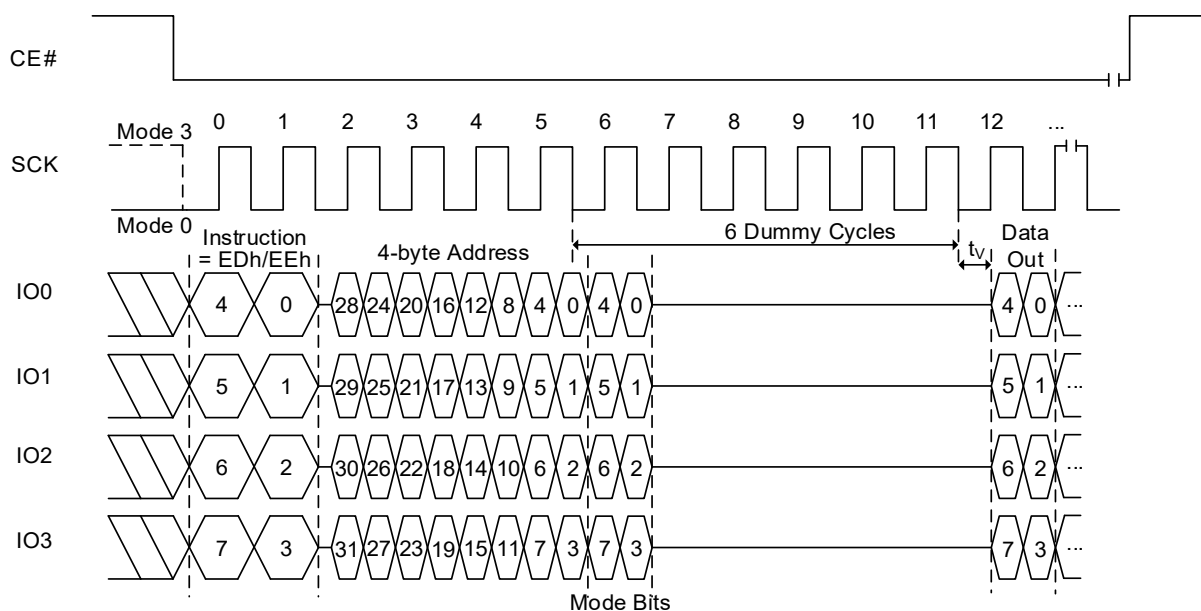 CE#
0 1 2 3 4 5 6 7 8 9 10 11 12 ...
Mode 3
SCK
Mode 0
Instruction
= EDh/EEh
4-byte Address
6 Dummy Cycles
tV
Data
Out
IO0 4 0 28 24 20 16 12 8 4 0 4 0 4 0 ...
IO1 5 1 29 25 21 17 13 9 5 1 5 1 5 1 ...
IO2 6 2 30 26 22 18 14 10 6 2 6 2 6 2 ...
IO3 7 3 31 27 23 19 15 11 7 3 7 3 7 3 ...
Mode Bits